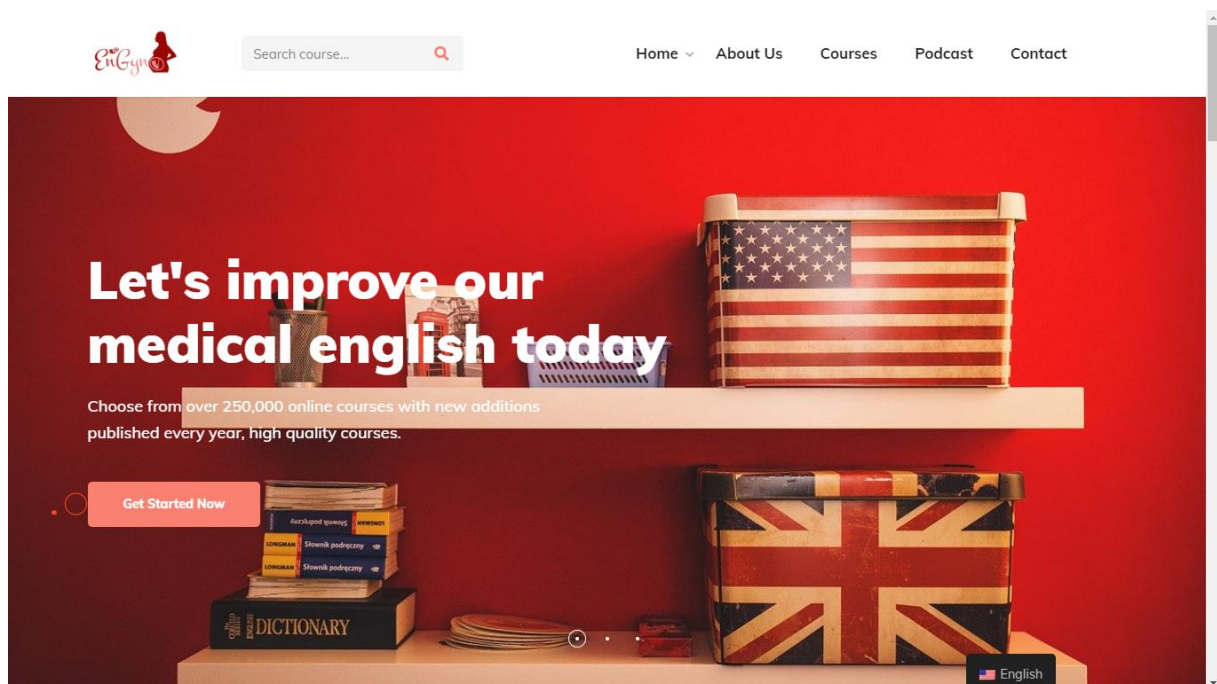 EnGyn
Search course...
Home
About Us
Courses
Podcast
Contact
Let's improve our
medical english today
Choose from over 250,000 online courses with new additions
published every year, high quality courses.
Get Started Now
Słownik podręczny LONGMAN
LONGMAN Słownik podręczny
LONGMAN Słownik podręczny
ENGLISH DICTIONARY
English